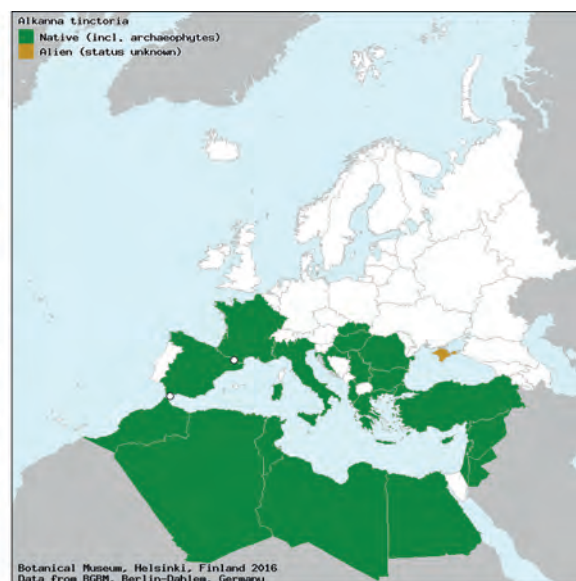 Alkanna tinctoria
Native (incl. archaeophytes)
Alien (status unknown)
Botanical Museum, Helsinki, Finland 2016
Data from BGBM, Berlin-Dahlem, Germany